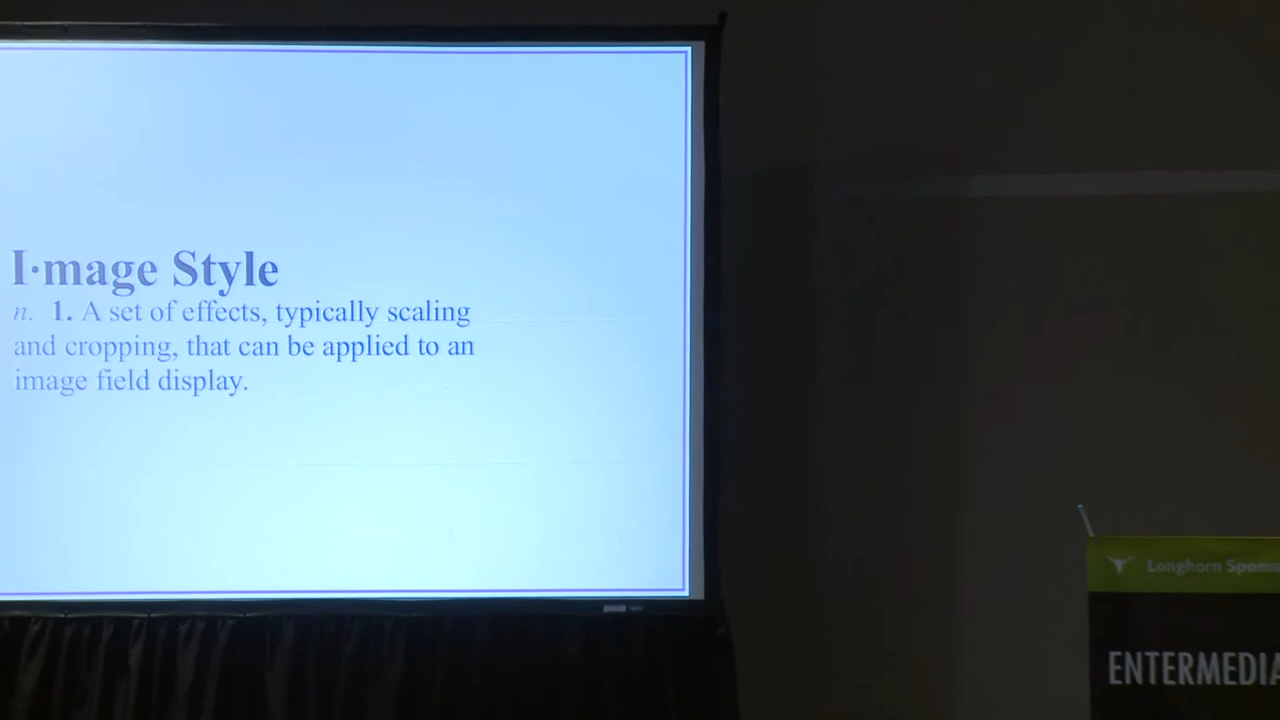 I·mage Style
n. 1. A set of effects, typically scaling
and cropping, that can be applied to an
image field display.
Longhorn
ENTERMEDIA